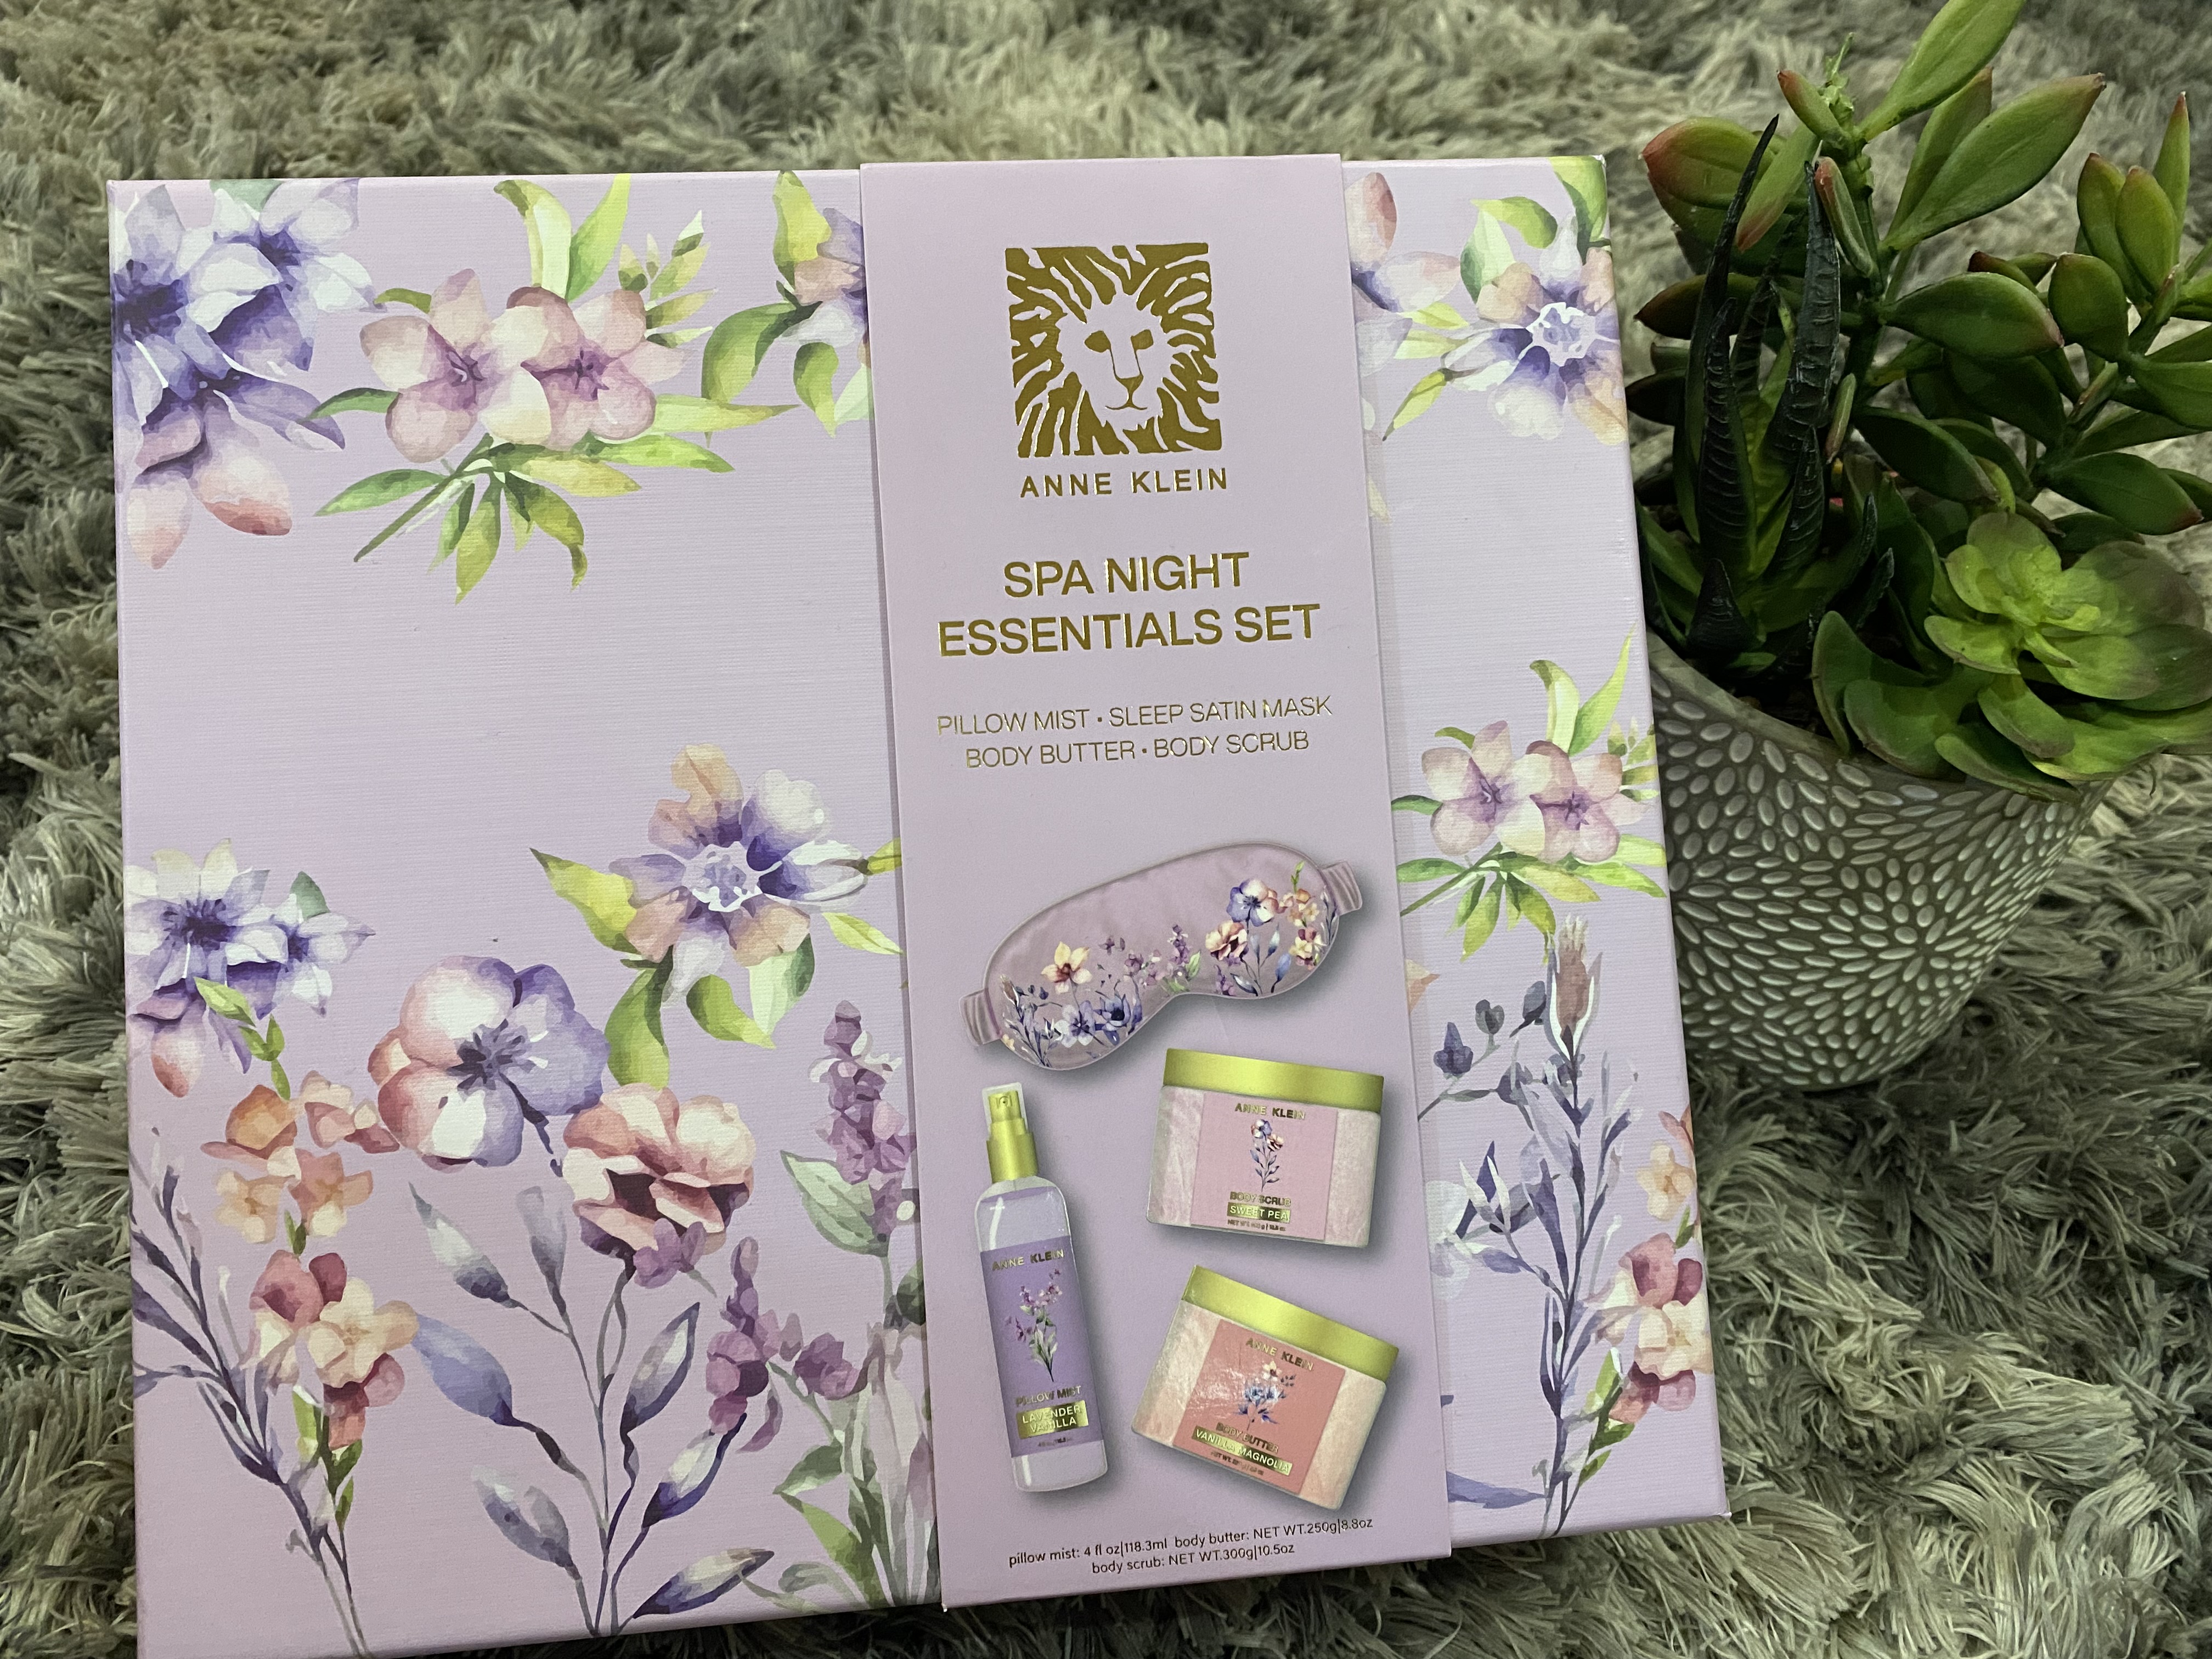 ANNE KLEIN
SPA NIGHT
ESSENTIALS SET
PILLOW MIST • SLEEP SATIN MASK
BODY BUTTER • BODY SCRUB
ANNE KLEIN
BODY SCRUB
SWEET PEA
ANNE KLEIN
PILLOW MIST
LAVENDER
VANILLA
ANNE KLEIN
BODY BUTTER
VANILLA MAGNOLIA
pillow mist: 4 fl oz|118.3ml body butter: NET WT.250g|8.8oz
body scrub: NET WT.300g|10.5oz